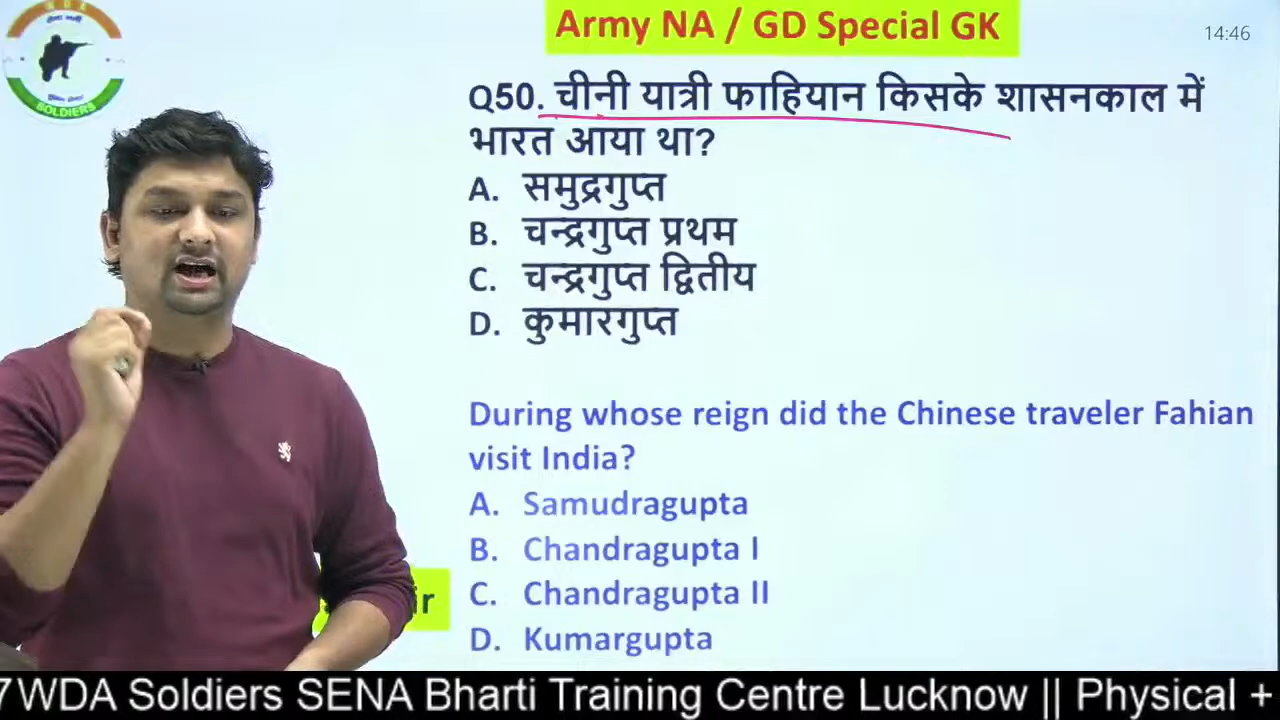 Army NA / GD Special GK
14:46
SOLDIERS
Q50. चीनी यात्री फाहियान किसके शासनकाल में
भारत आया था?
A. समुद्रगुप्त
B. चन्द्रगुप्त प्रथम
C. चन्द्रगुप्त द्वितीय
D. कुमारगुप्त
During whose reign did the Chinese traveler Fahian
visit India?
A. Samudragupta
B. Chandragupta I
C. Chandragupta II
D. Kumargupta
7WDA Soldiers SENA Bharti Training Centre Lucknow || Physical +